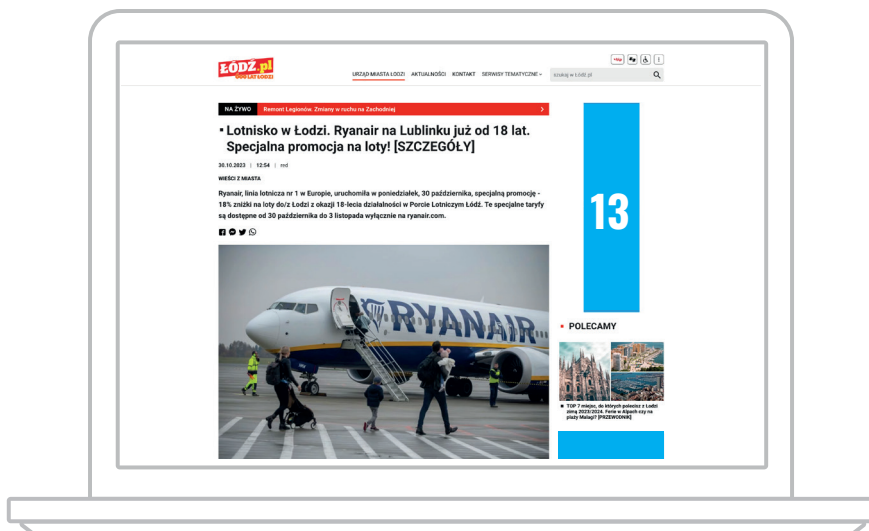 ŁÓDŹ.pl
600 LAT ŁODZI
URZĄD MIASTA ŁODZI AKTUALNOŚCI KONTAKT SERWISY TEMATYCZNE
szukaj w Łódź.pl
NA ŻYWO Remont Legionów. Zmiany w ruchu na Zachodniej
Lotnisko w Łodzi. Ryanair na Lublinku już od 18 lat.
Specjalna promocja na loty! [SZCZEGÓŁY]
30.10.2023 | 12:54 | red
WIEŚCI Z MIASTA
Ryanair, linia lotnicza nr 1 w Europie, uruchomiła w poniedziałek, 30 października, specjalną promocję -
18% zniżki na loty do/z Łodzi z okazji 18-lecia działalności w Porcie Lotniczym Łódź. Te specjalne taryfy
są dostępne od 30 października do 3 listopada wyłącznie na ryanair.com.
RYANAIR
13
POLECAMY
TOP 7 miejsc, do których polecisz z Łodzi
zimą 2023/2024. Ferie w Alpach czy na
plaży Malagi? [PRZEWODNIK]